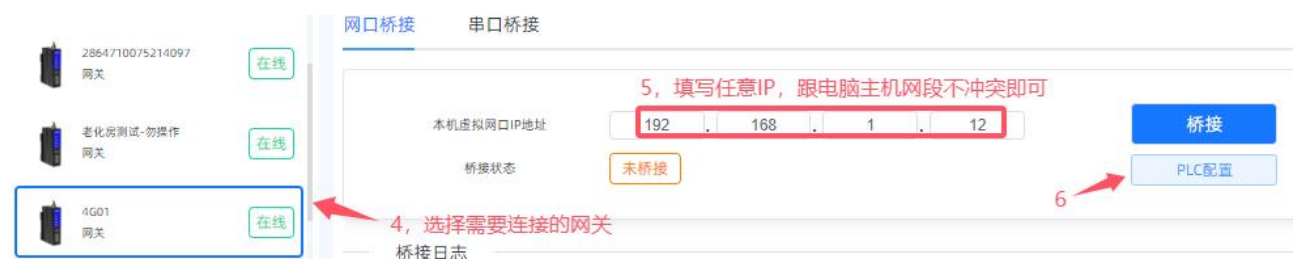 网口桥接 串口桥接
2864710075214097
网关
在线
老化房测试-勿操作
网关
在线
4G01
网关
在线
4，选择需要连接的网关
5，填写任意IP，跟电脑主机网段不冲突即可
本机虚拟网口IP地址 192 . 168 . 1 . 12 桥接
桥接状态 未桥接 PLC配置
6
桥接日志